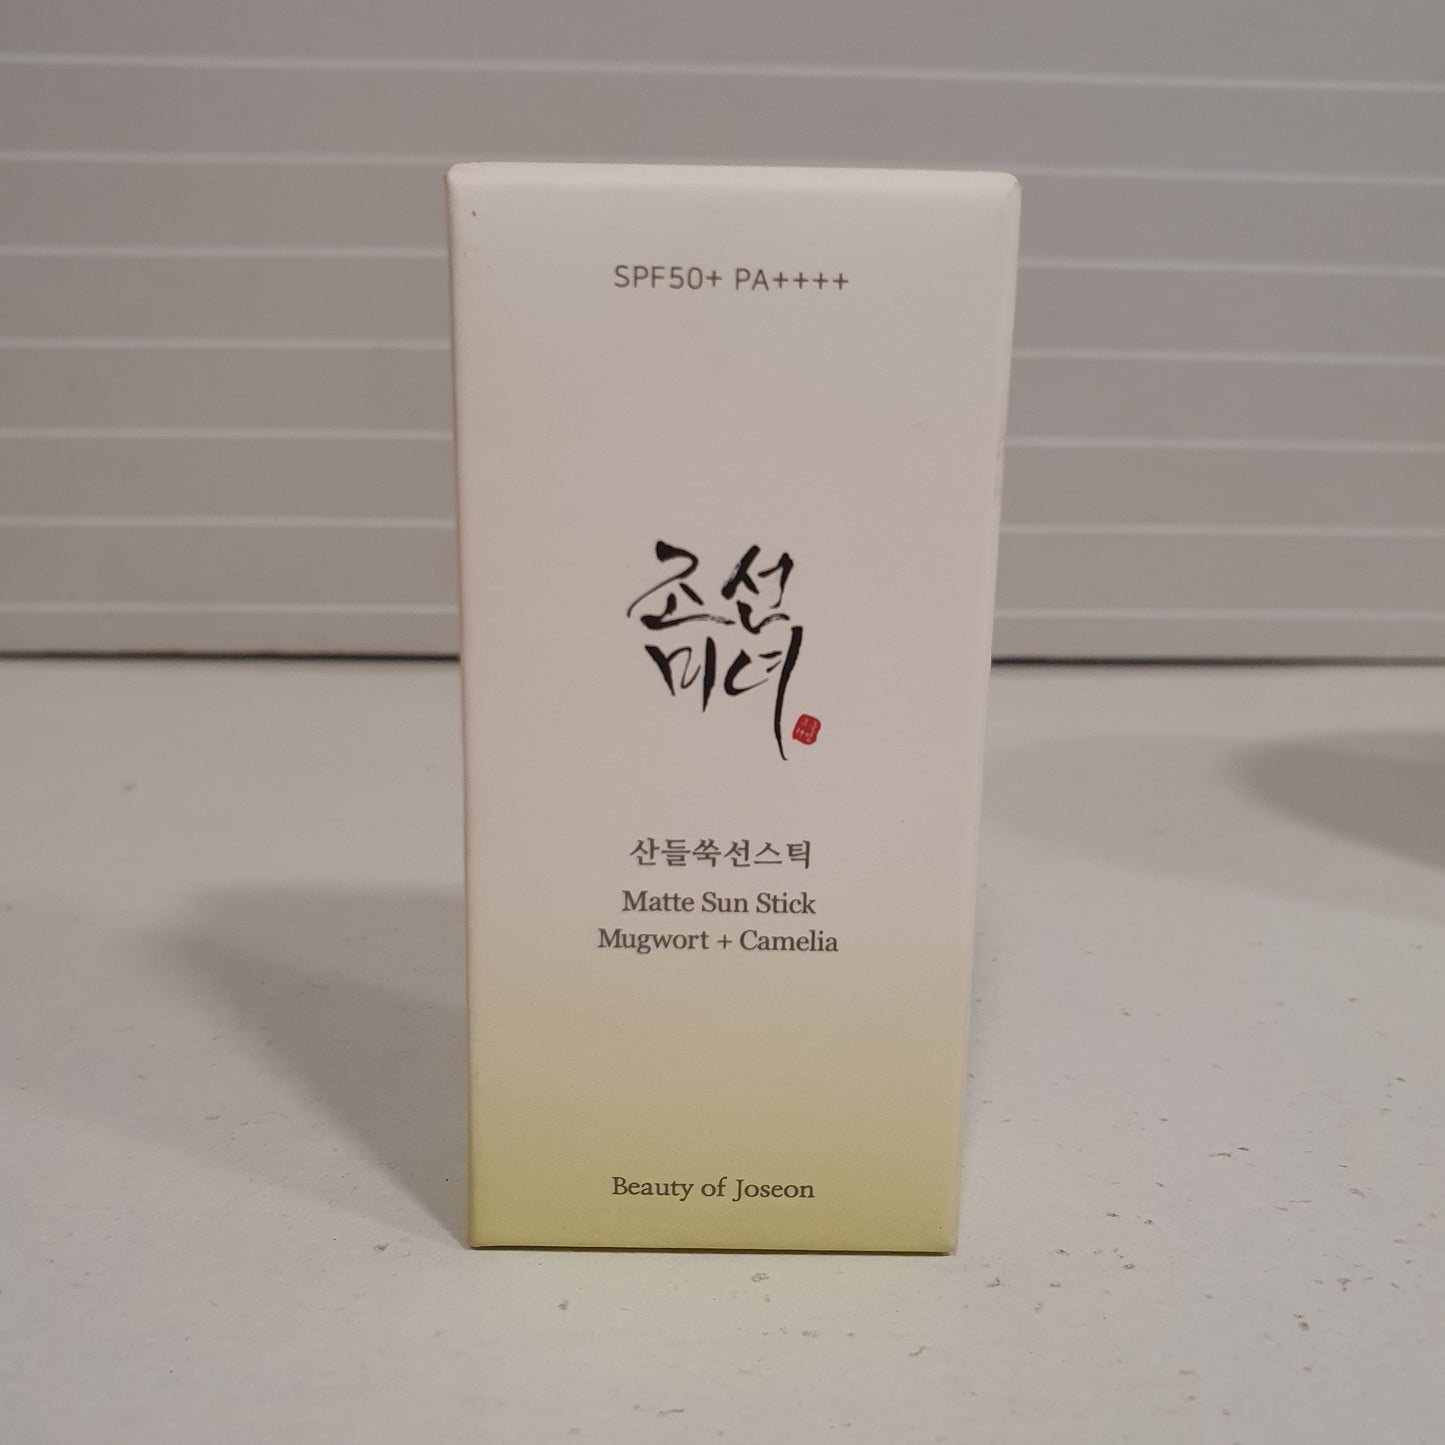 SPF50+ PA++++
조선
미녀
산들쑥선스틱
Matte Sun Stick
Mugwort + Camelia
Beauty of Joseon